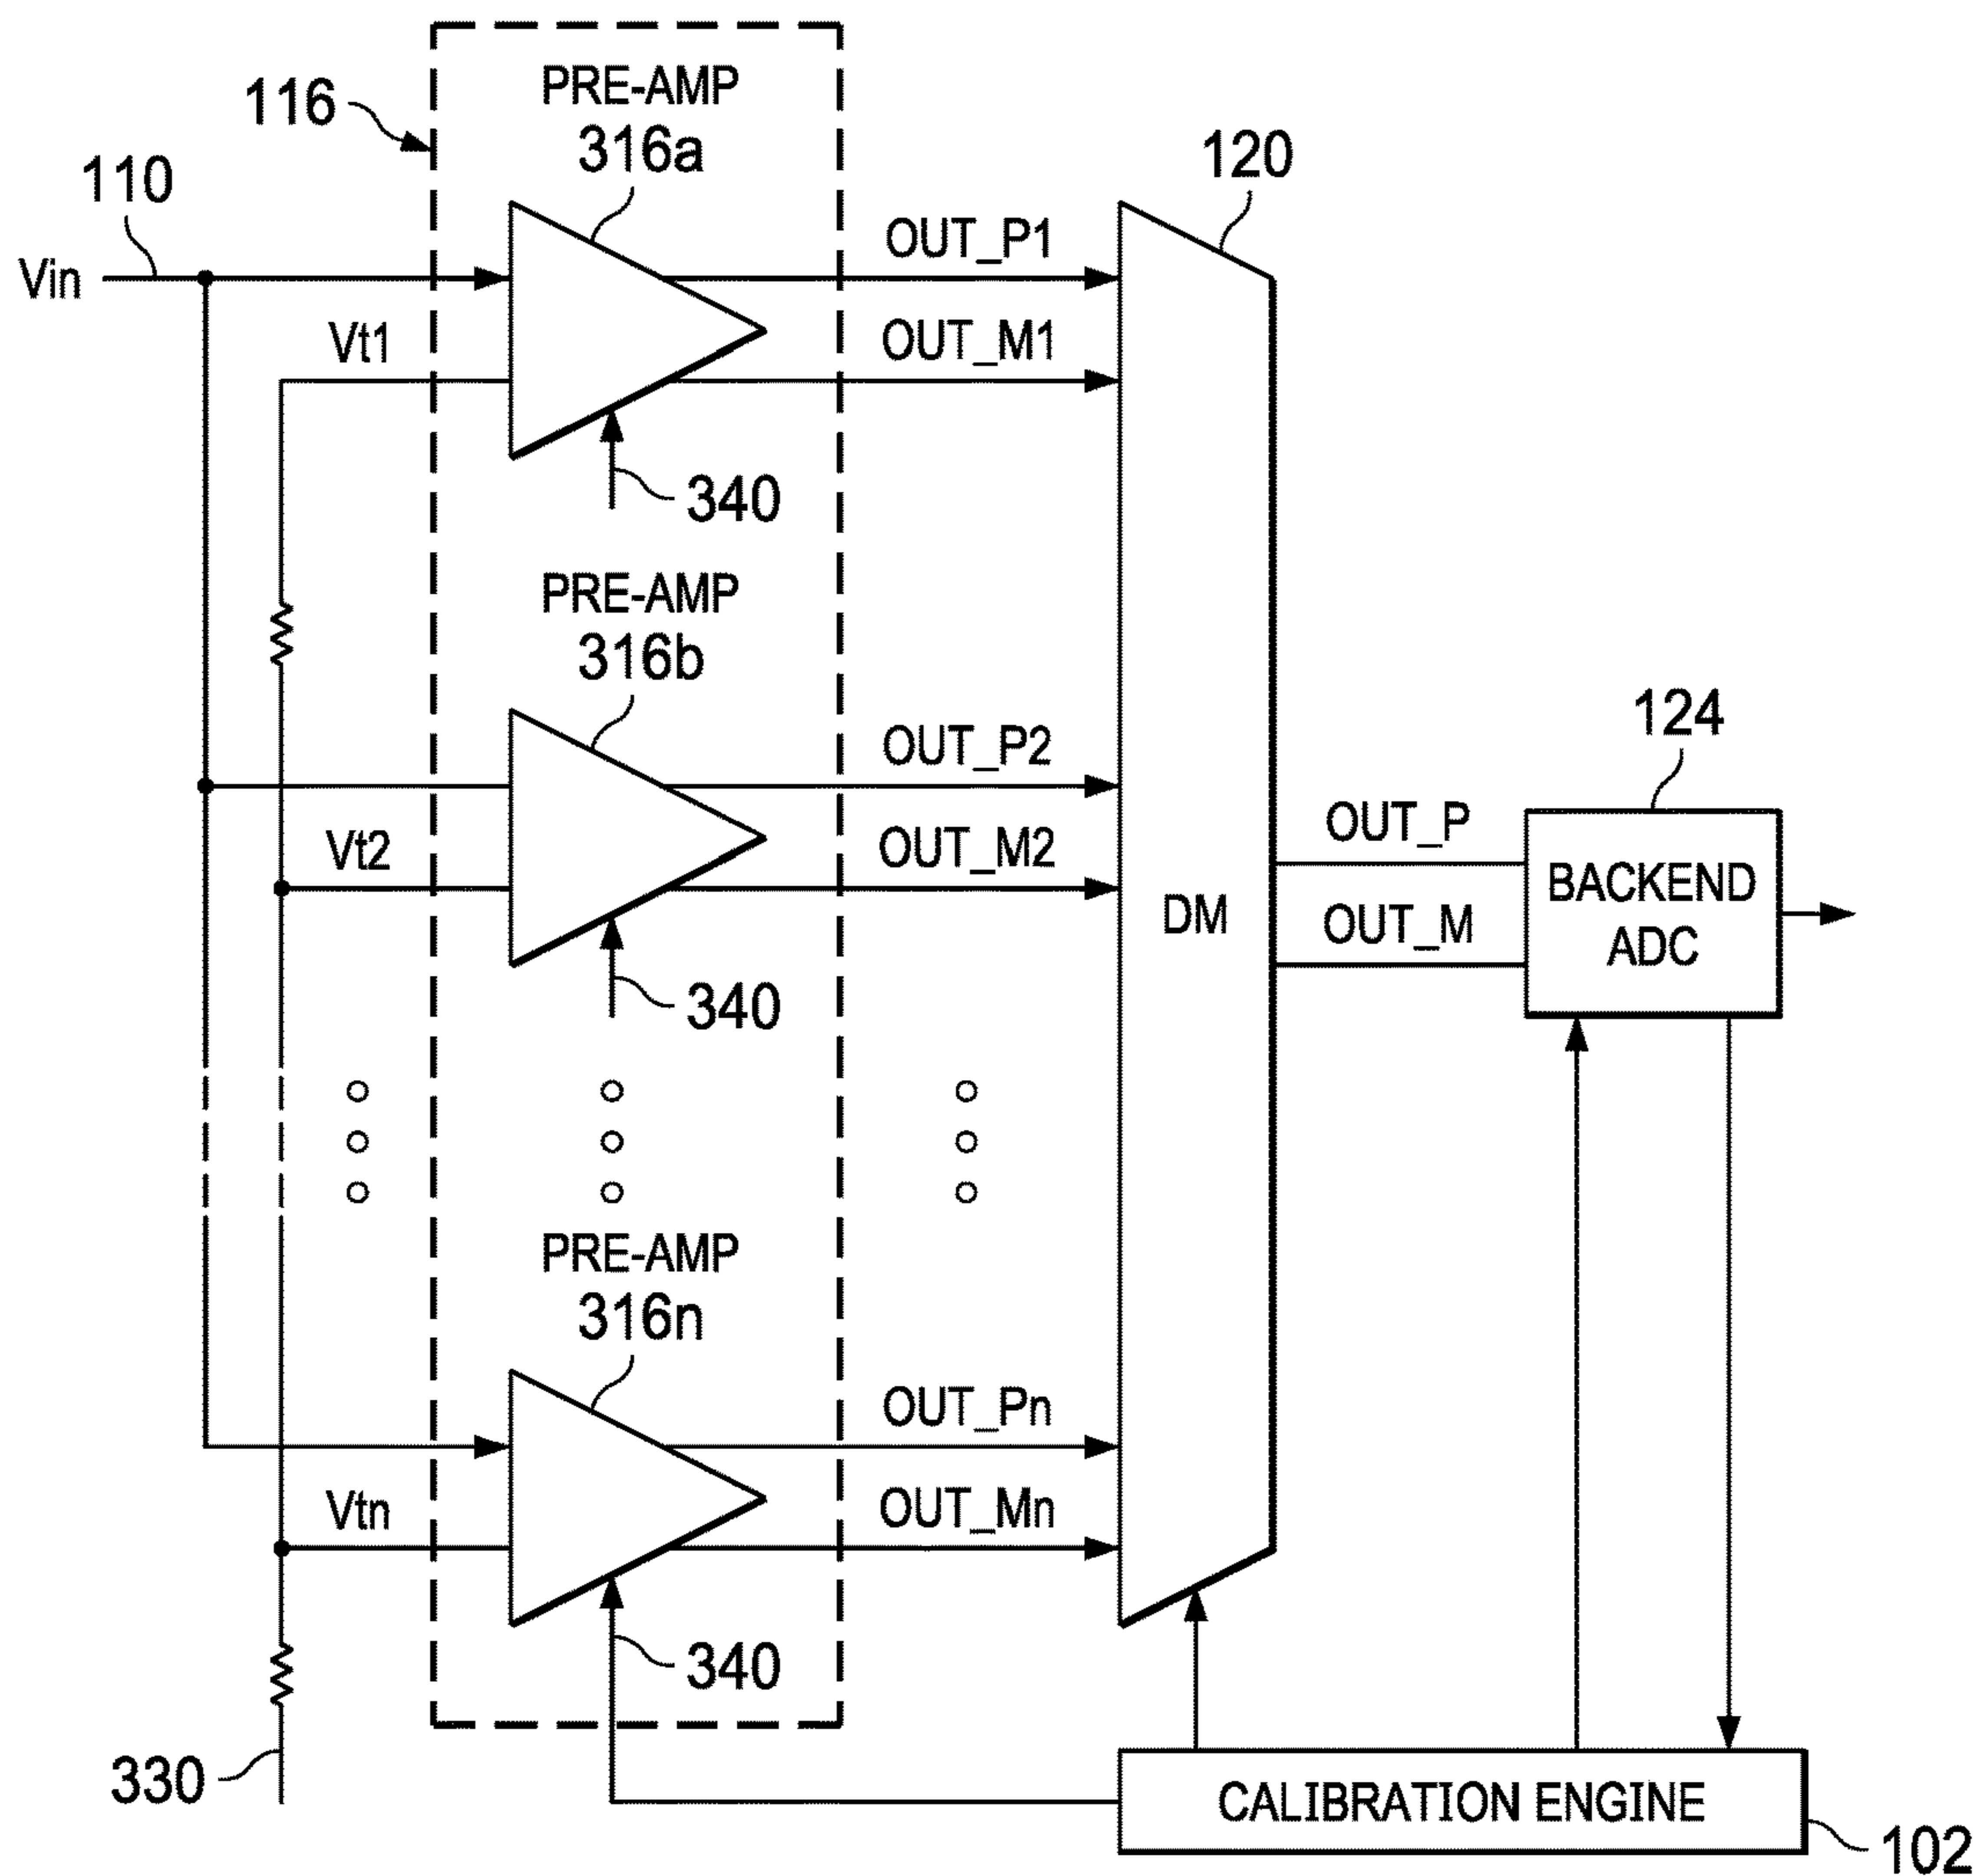 116
PRE-AMP
316a
110
120
Vin
OUT_P1
Vt1
OUT_M1
340
PRE-AMP
316b
124
OUT_P2
Vt2
OUT_M2
OUT_P
BACKEND
ADC
DM
OUT_M
340
PRE-AMP
316n
OUT_Pn
Vtn
OUT_Mn
340
330
CALIBRATION ENGINE
102